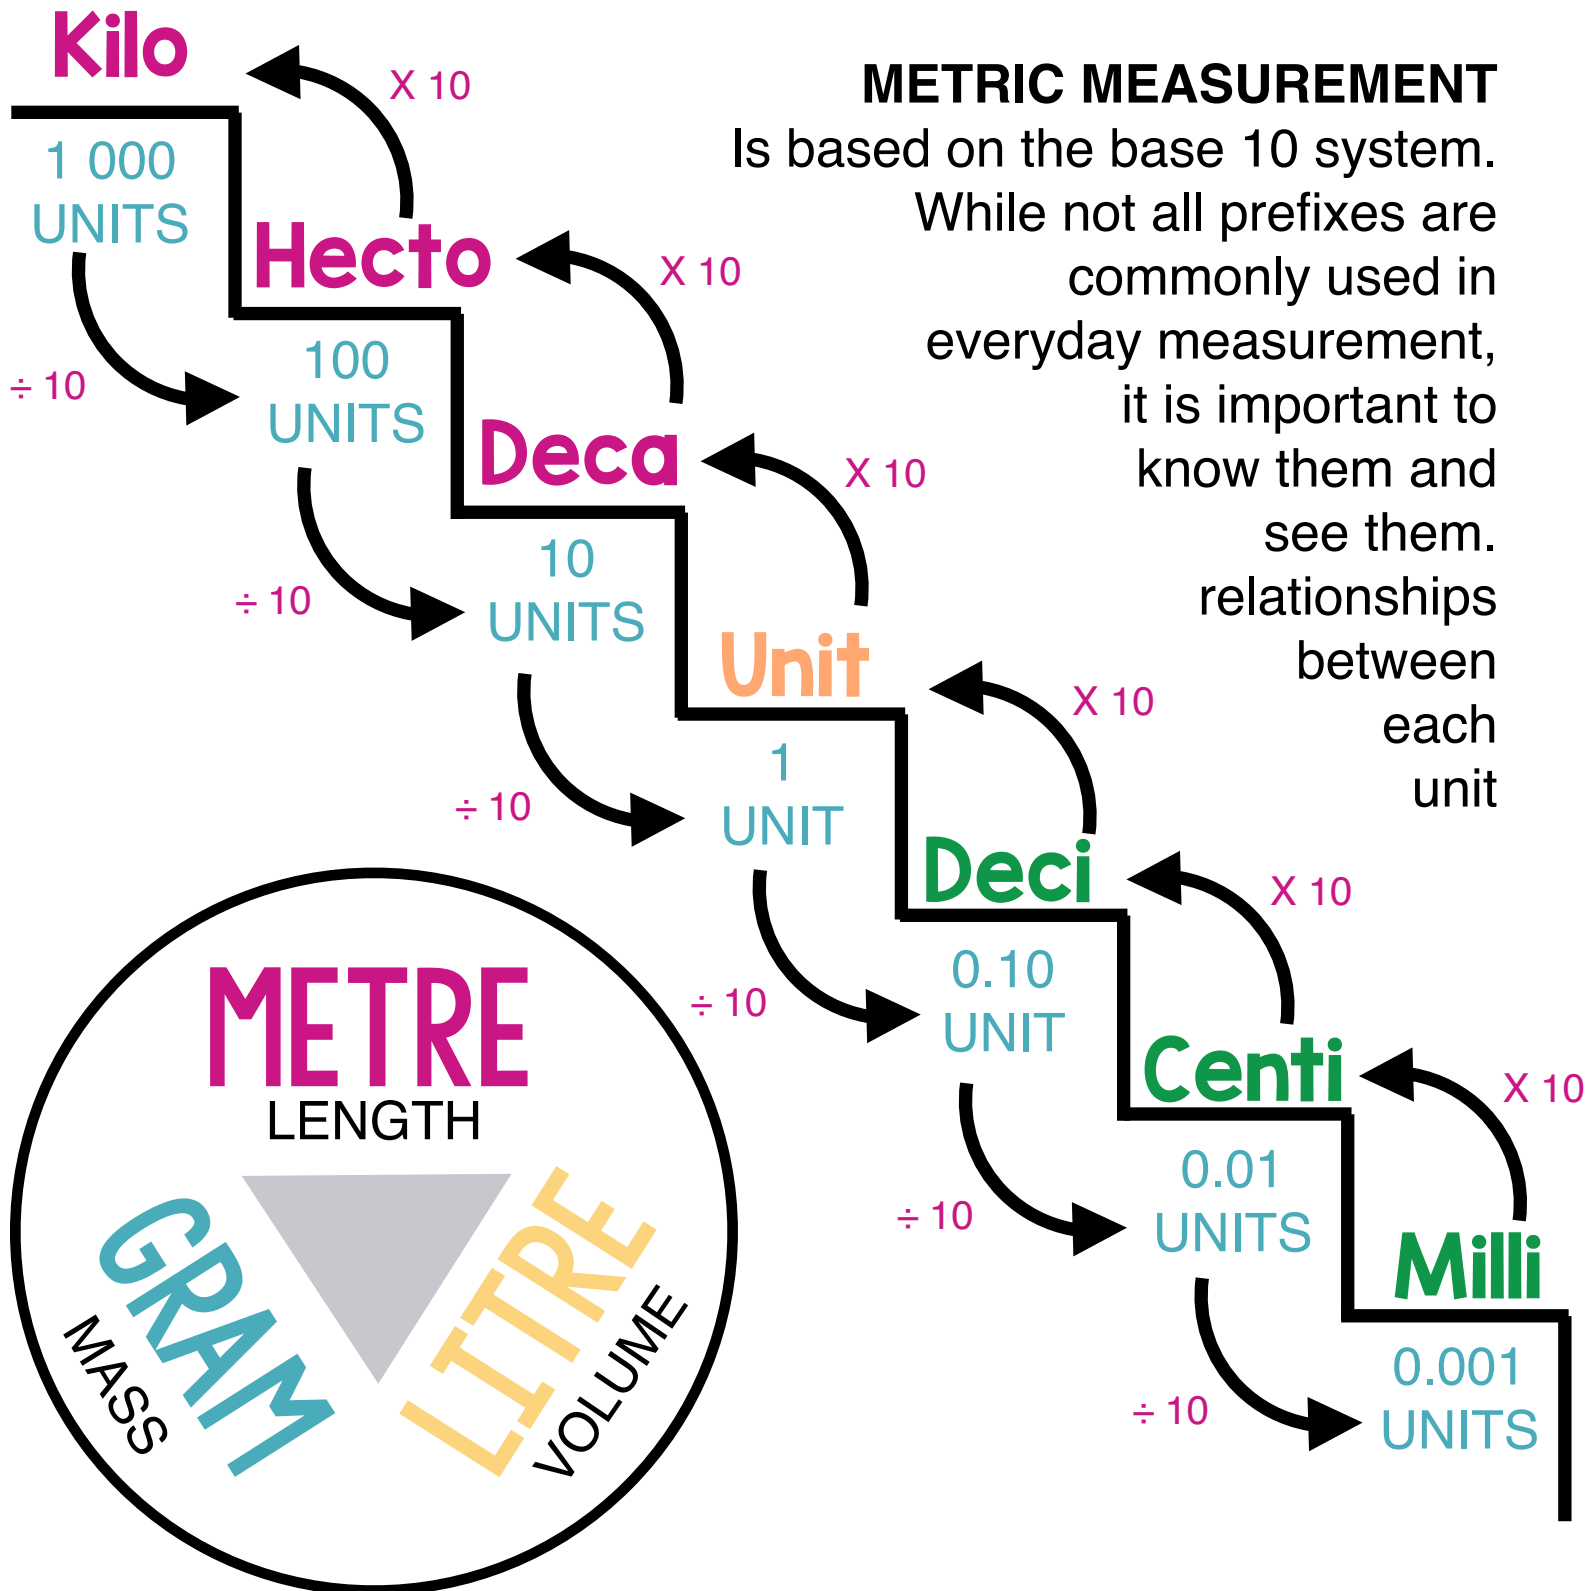 Kilo
X 10
METRIC MEASUREMENT
Is based on the base 10 system.
While not all prefixes are
commonly used in
everyday measurement,
it is important to
know them and
see them.
relationships
between
each
unit
1 000
UNITS
÷ 10
Hecto
X 10
100
UNITS
÷ 10
Deca
X 10
10
UNITS
÷ 10
Unit
X 10
1
UNIT
÷ 10
Deci
X 10
0.10
UNIT
÷ 10
Centi
X 10
0.01
UNITS
÷ 10
Milli
0.001
UNITS
METRE
LENGTH
GRAM
MASS
LITRE
VOLUME